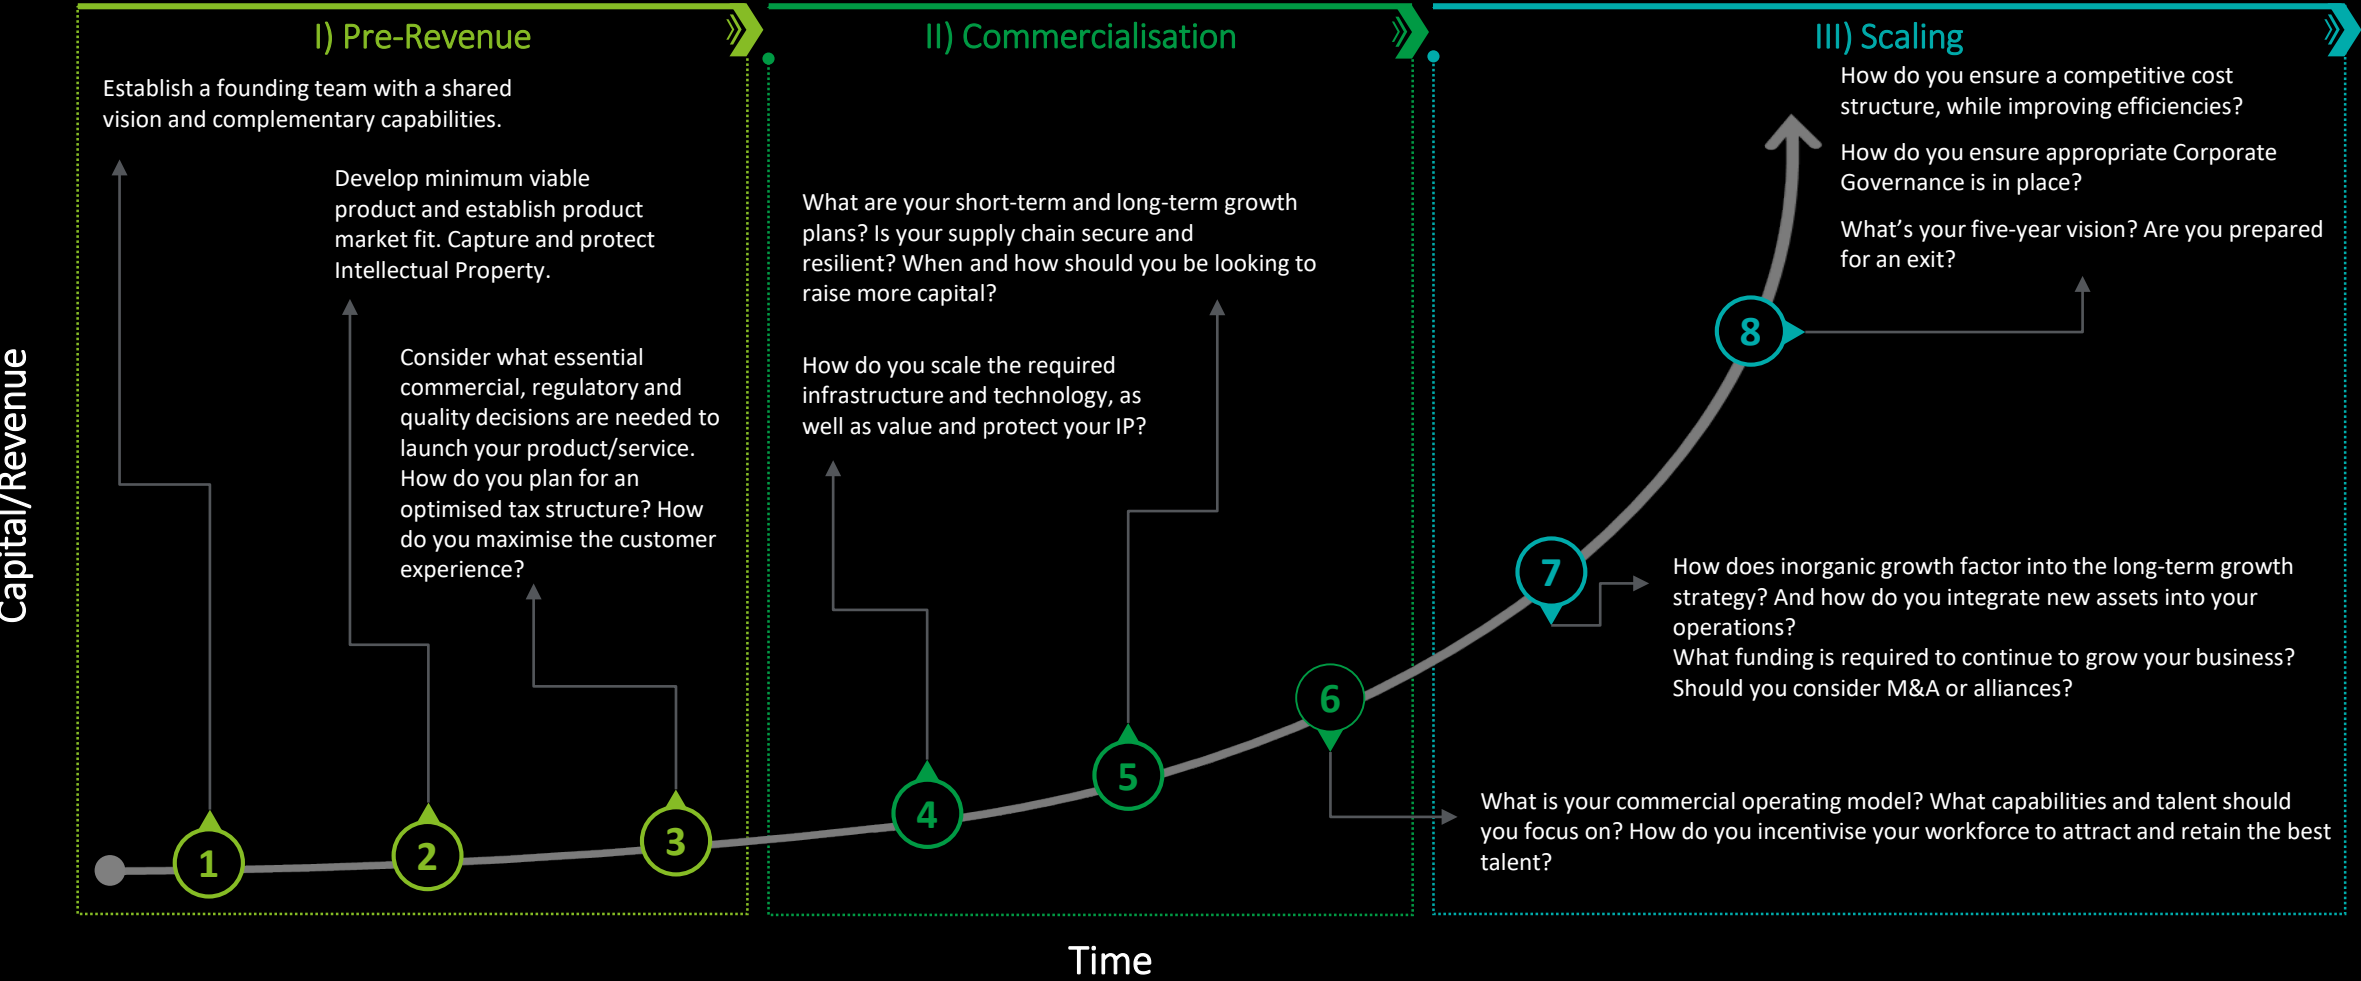 I) Pre-Revenue
Establish a founding team with a shared
vision and complementary capabilities.
Develop minimum viable
product and establish product
market fit. Capture and protect
Intellectual Property.
Consider what essential
commercial, regulatory and
quality decisions are needed to
launch your product/service.
How do you plan for an
optimised tax structure? How
do you maximise the customer
experience?
1
2
3
II) Commercialisation
What are your short-term and long-term growth
plans? Is your supply chain secure and
resilient? When and how should you be looking to
raise more capital?
How do you scale the required
infrastructure and technology, as
well as value and protect your IP?
4
5
6
III) Scaling
How do you ensure a competitive cost
structure, while improving efficiencies?
How do you ensure appropriate Corporate
Governance is in place?
What’s your five-year vision? Are you prepared
for an exit?
8
7
How does inorganic growth factor into the long-term growth
strategy? And how do you integrate new assets into your
operations?
What funding is required to continue to grow your business?
Should you consider M&A or alliances?
What is your commercial operating model? What capabilities and talent should
you focus on? How do you incentivise your workforce to attract and retain the best
talent?
Capital/Revenue
Time